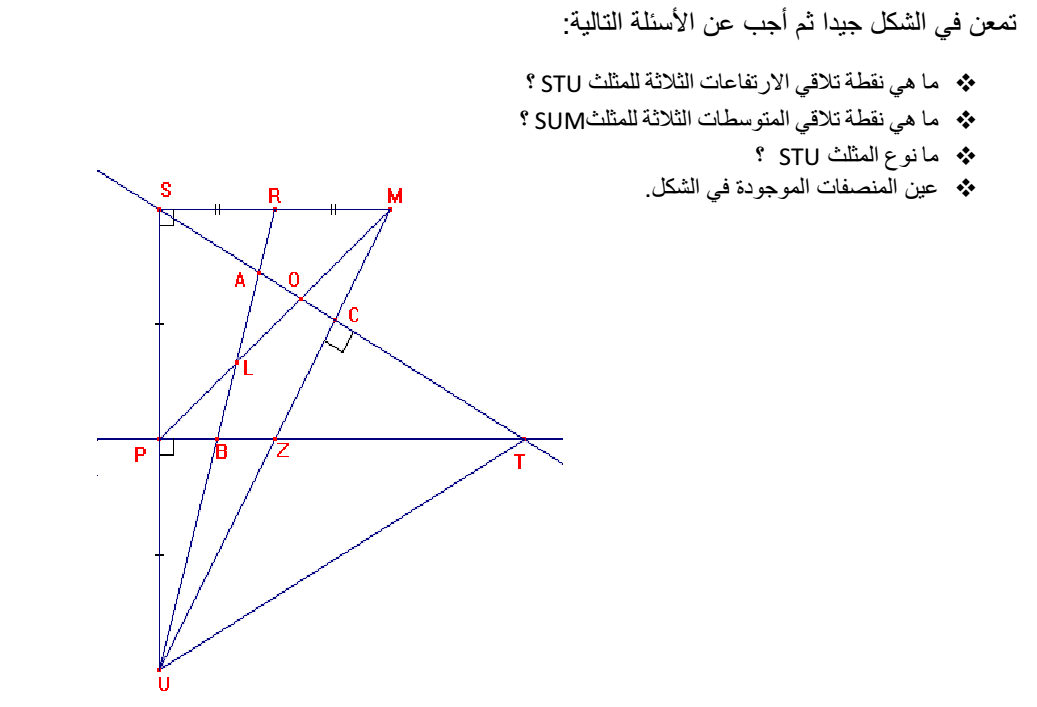 تمعن في الشكل جيدا ثم أجب عن الأسئلة التالية:
❖ ما هي نقطة تلاقي الارتفاعات الثلاثة للمثلث STU ؟
❖ ما هي نقطة تلاقي المتوسطات الثلاثة للمثلثSUM ؟
❖ ما نوع المثلث STU ؟
❖ عين المنصفات الموجودة في الشكل.
S R M
A O
C
L
P B Z
T
U